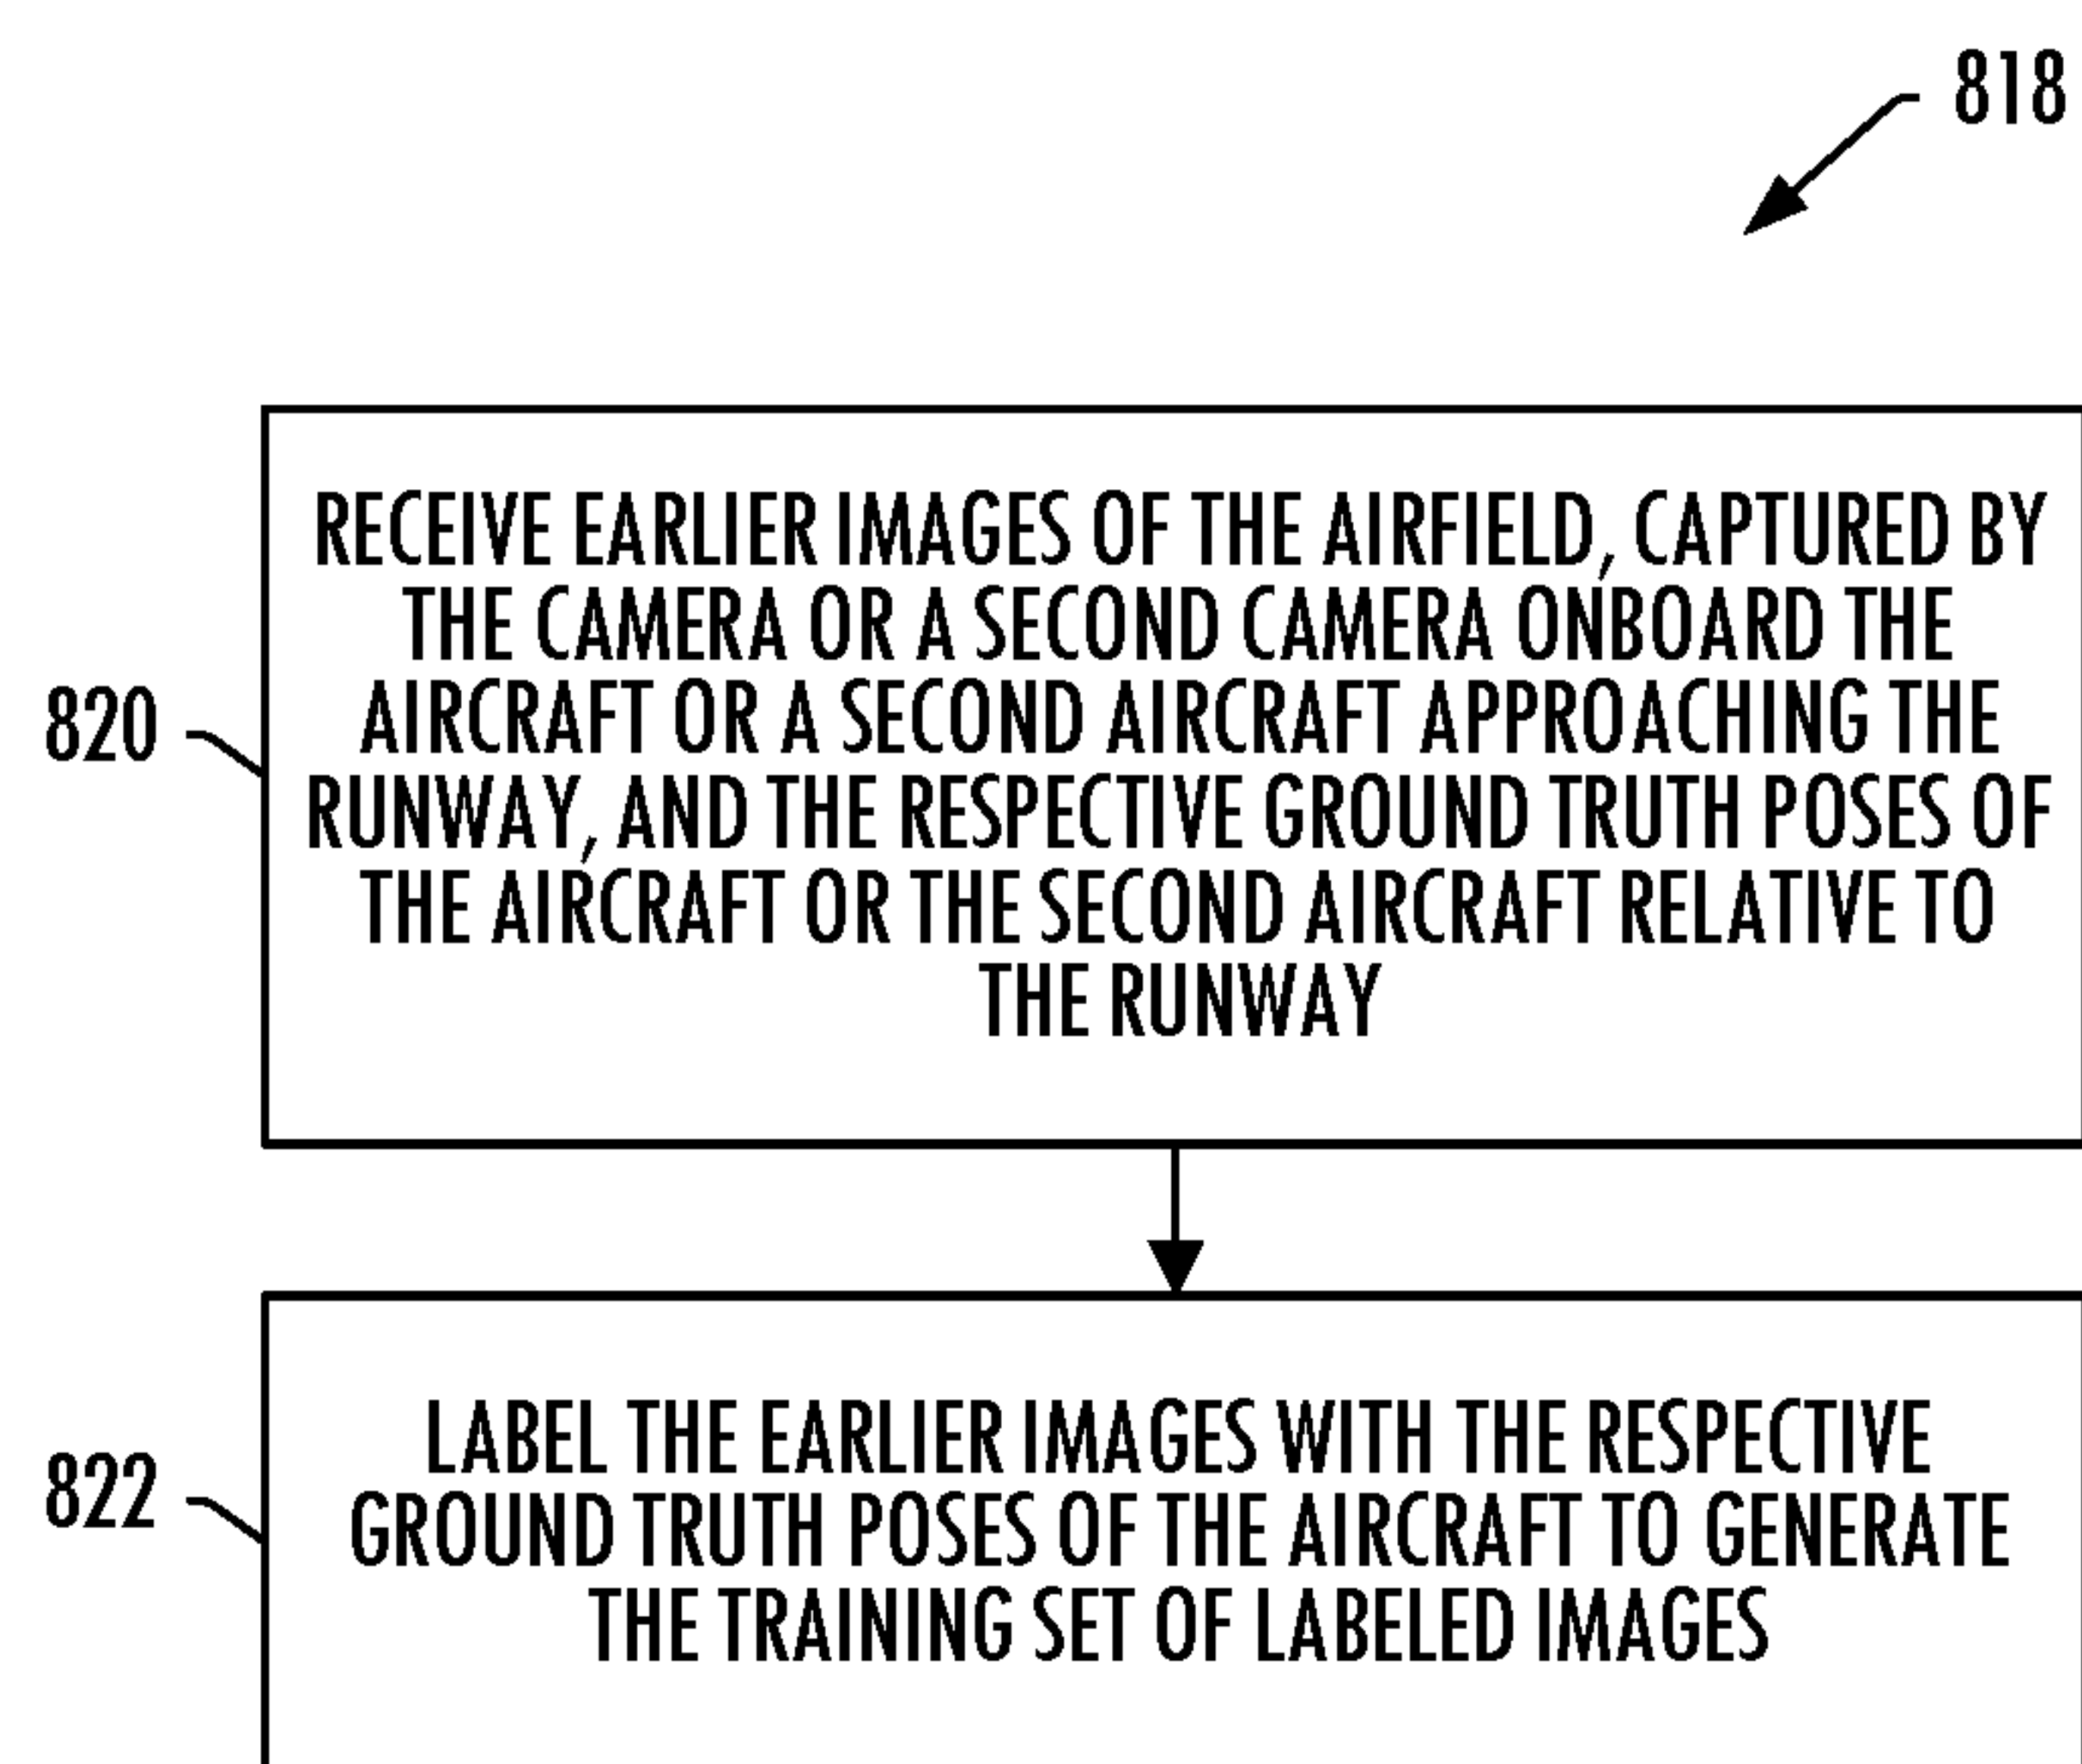 818
RECEIVE EARLIER IMAGES OF THE AIRFIELD, CAPTURED BY
THE CAMERA OR A SECOND CAMERA ONBOARD THE
AIRCRAFT OR A SECOND AIRCRAFT APPROACHING THE
RUNWAY, AND THE RESPECTIVE GROUND TRUTH POSES OF
THE AIRCRAFT OR THE SECOND AIRCRAFT RELATIVE TO
THE RUNWAY
820
LABEL THE EARLIER IMAGES WITH THE RESPECTIVE
GROUND TRUTH POSES OF THE AIRCRAFT TO GENERATE
THE TRAINING SET OF LABELED IMAGES
822